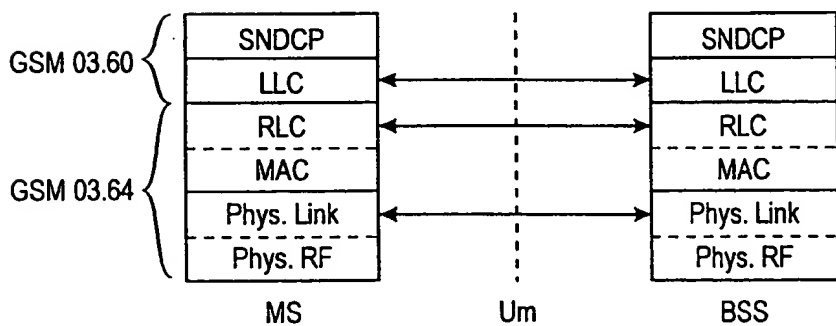 GSM 03.60
GSM 03.64
SNDCP
LLC
RLC
MAC
Phys. Link
Phys. RF
MS
Um
SNDCP
LLC
RLC
MAC
Phys. Link
Phys. RF
BSS